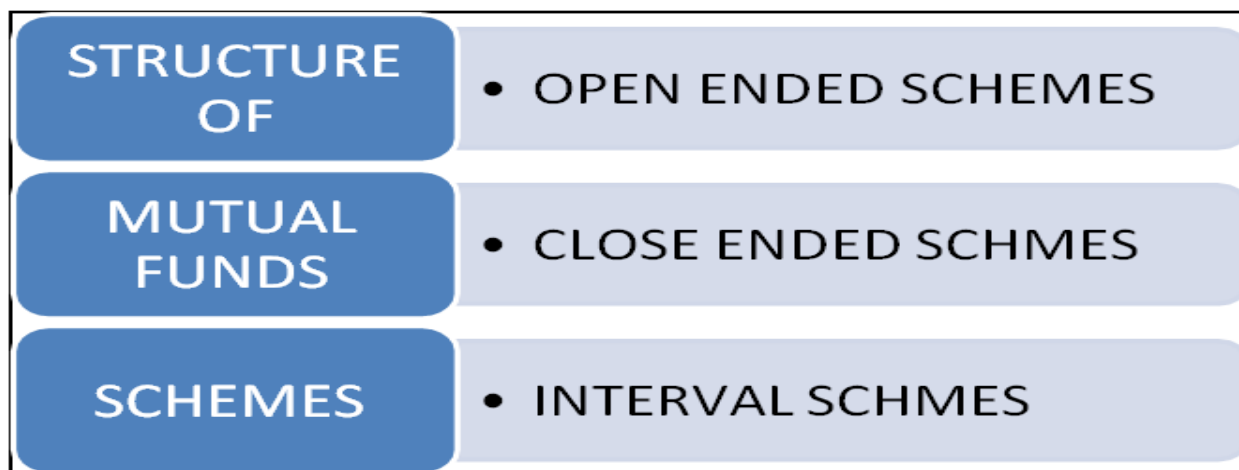 STRUCTURE
OF
• OPEN ENDED SCHEMES
MUTUAL
FUNDS
• CLOSE ENDED SCHMES
SCHEMES
• INTERVAL SCHMES